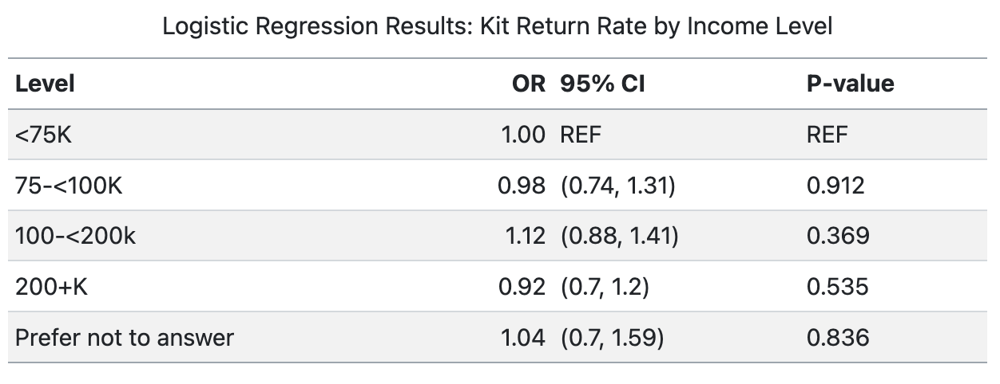 Logistic Regression Results: Kit Return Rate by Income Level
Level OR 95% CI P-value
<75K 1.00 REF REF
75-<100K 0.98 (0.74, 1.31) 0.912
100-<200k 1.12 (0.88, 1.41) 0.369
200+K 0.92 (0.7, 1.2) 0.535
Prefer not to answer 1.04 (0.7, 1.59) 0.836